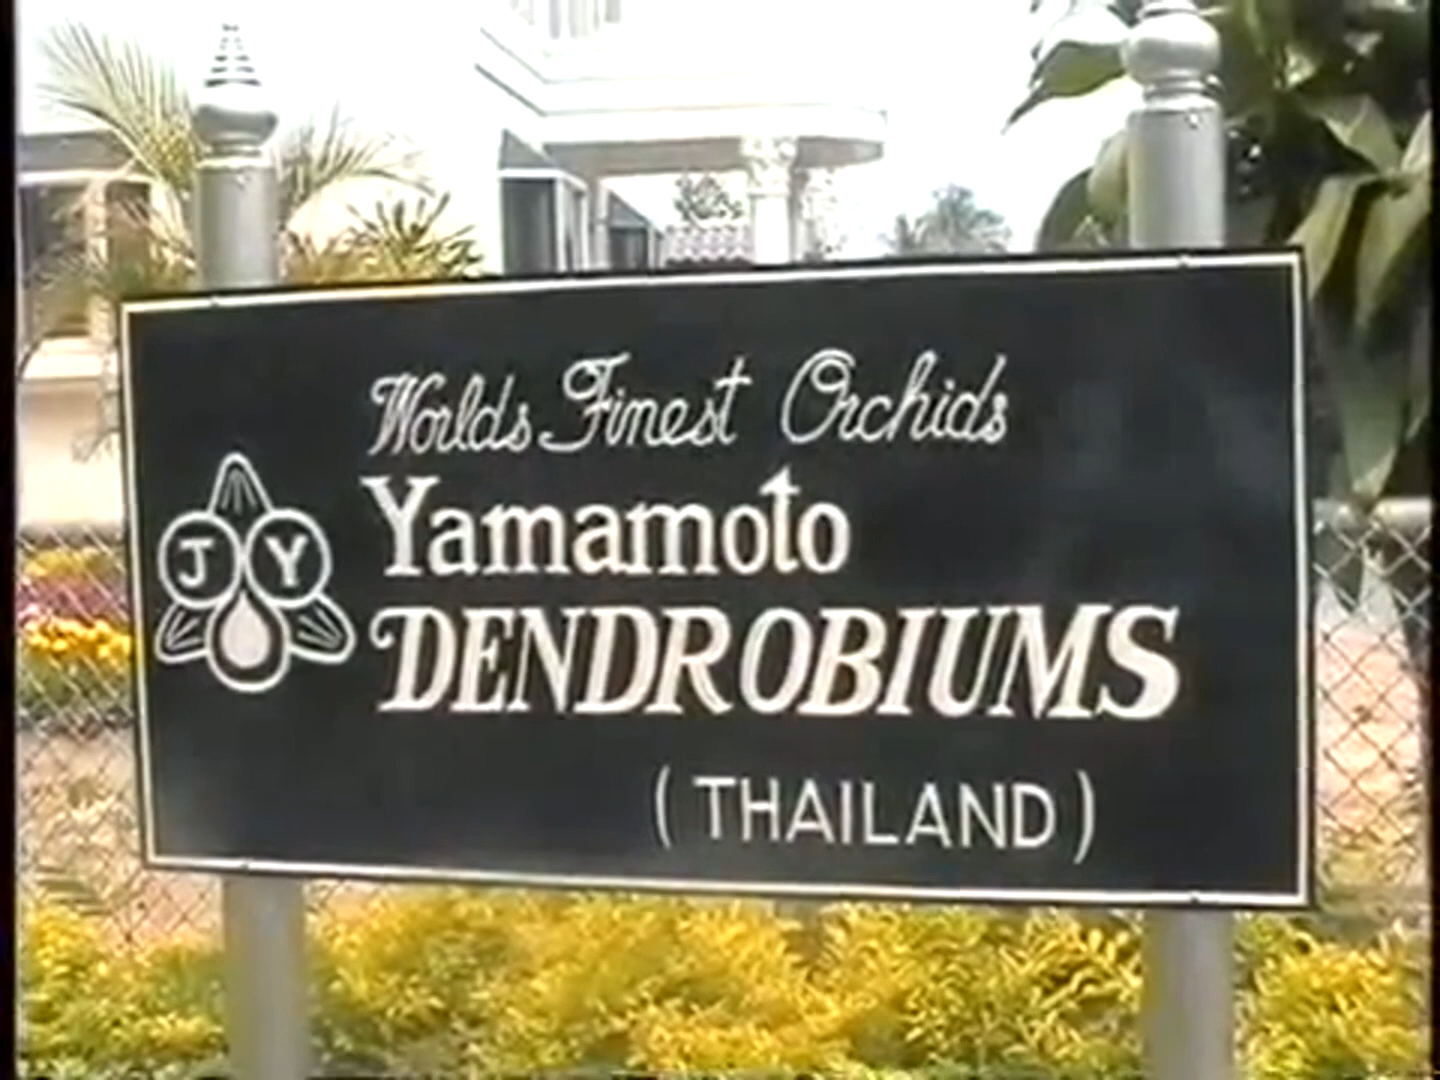 Worlds Finest Orchids
Yamamoto
J Y
DENDROBIUMS
(THAILAND)